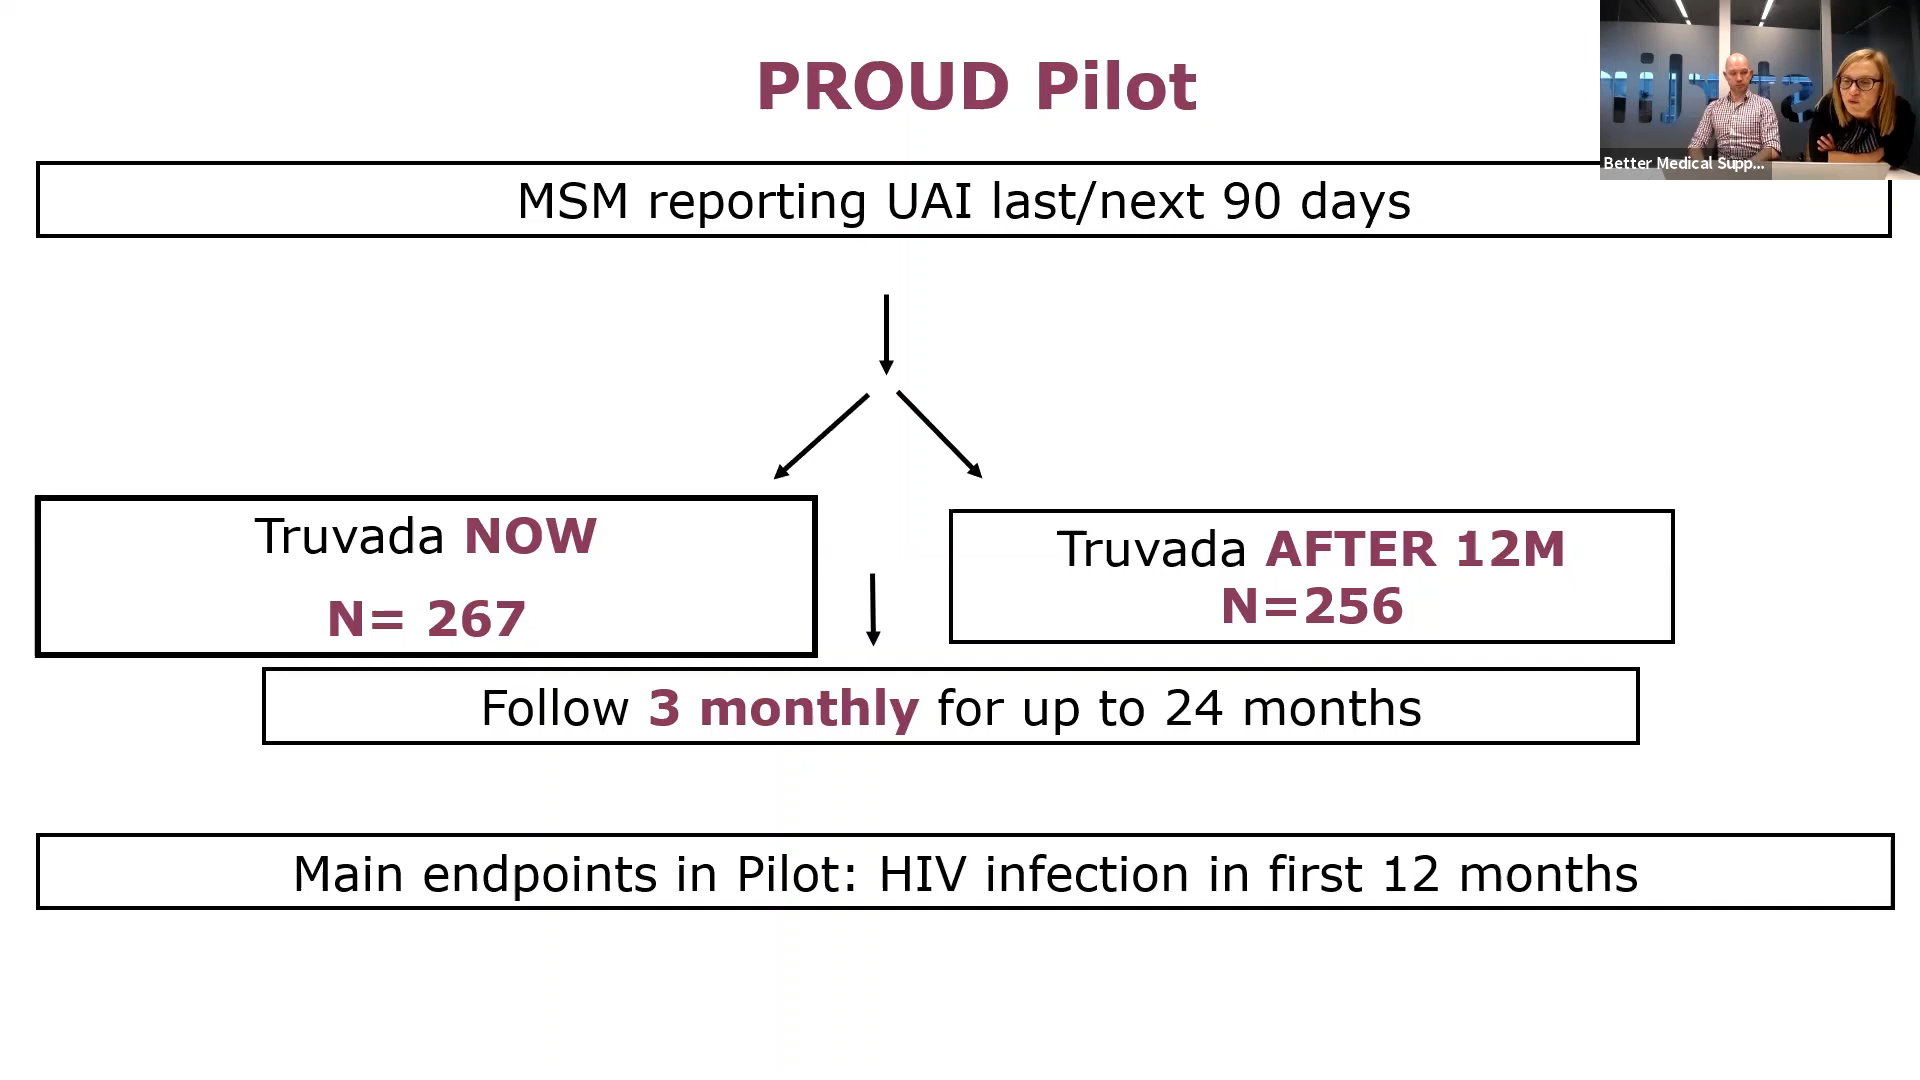 PROUD Pilot
Better Medical Supp...
MSM reporting UAI last/next 90 days
Truvada NOW
N= 267
Truvada AFTER 12M
N=256
Follow 3 monthly for up to 24 months
Main endpoints in Pilot: HIV infection in first 12 months